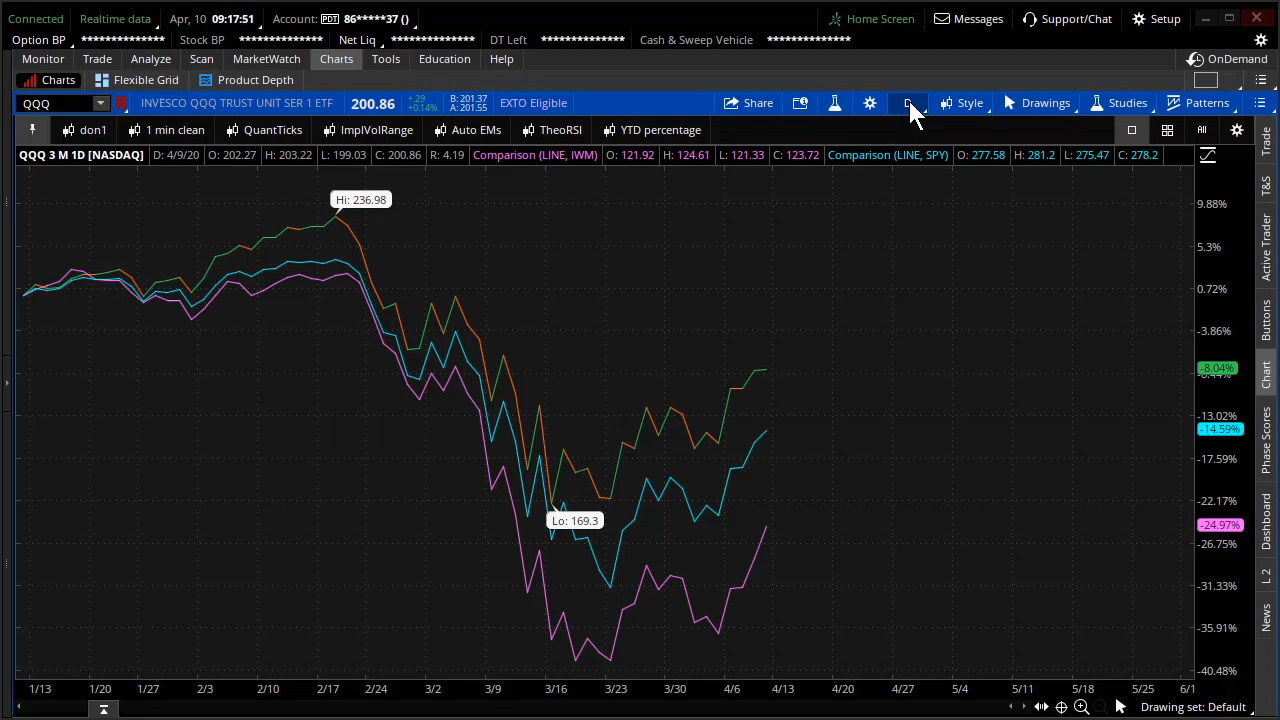 Connected Realtime data Apr, 10 09:17:51 Account: PDT 86*****37 () Home Screen Messages Support/Chat Setup
Option BP ************** Stock BP ************** Net Liq ************** DT Left ************** Cash & Sweep Vehicle **************
Monitor Trade Analyze Scan MarketWatch Charts Tools Education Help OnDemand
Charts Flexible Grid Product Depth
QQQ INVESCO QQQ TRUST UNIT SER 1 ETF 200.86 +.29 +0.14% B: 201.37 A: 201.55 EXTO Eligible Share D Style Drawings Studies Patterns
don1 1 min clean QuantTicks ImplVolRange Auto EMs TheoRSI YTD percentage All
QQQ 3 M 1D [NASDAQ] D: 4/9/20 O: 202.27 H: 203.22 L: 199.03 C: 200.86 R: 4.19 Comparison (LINE, IWM) O: 121.92 H: 124.61 L: 121.33 C: 123.72 Comparison (LINE, SPY) O: 277.58 H: 281.2 L: 275.47 C: 278.2
Hi: 236.98
Lo: 169.3
9.88%
5.3%
0.72%
-3.86%
-8.04%
-13.02%
-14.59%
-17.59%
-22.17%
-24.97%
-26.75%
-31.33%
-35.91%
-40.48%
1/13 1/20 1/27 2/3 2/10 2/17 2/24 3/2 3/9 3/16 3/23 3/30 4/6 4/13 4/20 4/27 5/4 5/11 5/18 5/25 6/1
Drawing set: Default
Trade
T&S
Active Trader
Buttons
Chart
Phase Scores
Dashboard
L 2
News